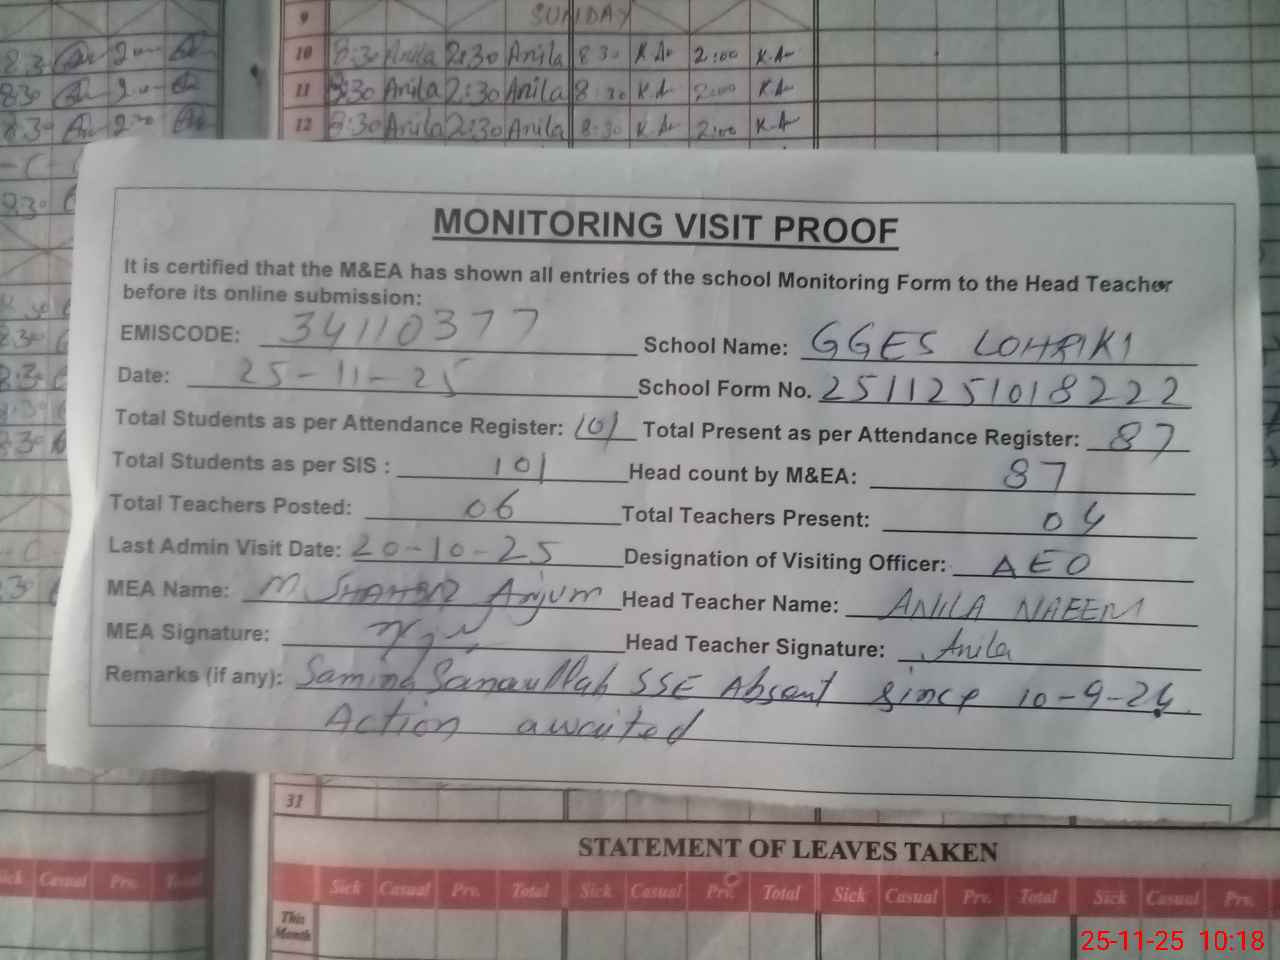 9 SUNDAY
10 8:30 Anila 2:30 Anila 8:30 K.A 2:00 K.A
11 8:30 Anila 2:30 Anila 8:30 K.A 2:00 K.A
12 8:30 Anila 2:30 Anila 8:30 K.A 2:00 K.A
MONITORING VISIT PROOF
It is certified that the M&EA has shown all entries of the school Monitoring Form to the Head Teacher
before its online submission:
EMISCODE: 34110377 School Name: GGES LOHRIKI
Date: 25-11-25 School Form No. 2511251018222
Total Students as per Attendance Register: 101 Total Present as per Attendance Register: 87
Total Students as per SIS : 101 Head count by M&EA: 87
Total Teachers Posted: 06 Total Teachers Present: 04
Last Admin Visit Date: 20-10-25 Designation of Visiting Officer: AEO
MEA Name: M. Anjum Head Teacher Name: ANILA NAEEM
MEA Signature: Head Teacher Signature: Anila
Remarks (if any): Sanaullah SSE Absent since 10-9-24.
Action awaited
31
STATEMENT OF LEAVES TAKEN
Sick Casual Prv. Total Sick Casual Prv. Total Sick Casual Prv. Total Sick Casual Prv.
This
Month
25-11-25 10:18